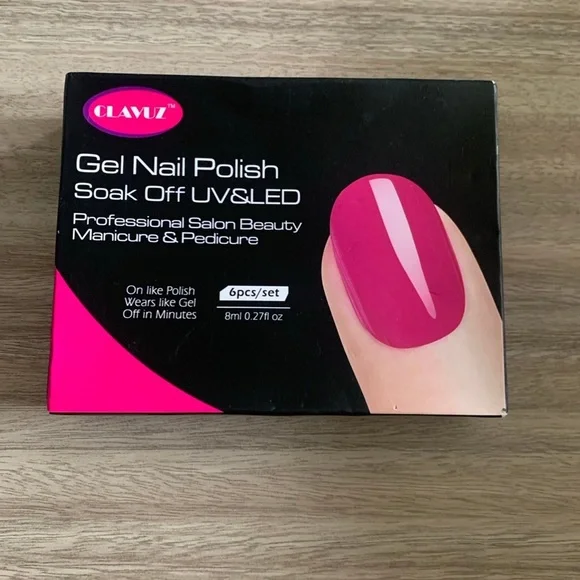 CLAVUZ™
Gel Nail Polish
Soak Off UV&LED
Professional Salon Beauty
Manicure & Pedicure
On like Polish
Wears like Gel
Off in Minutes
6pcs/set
8ml 0.27fl oz